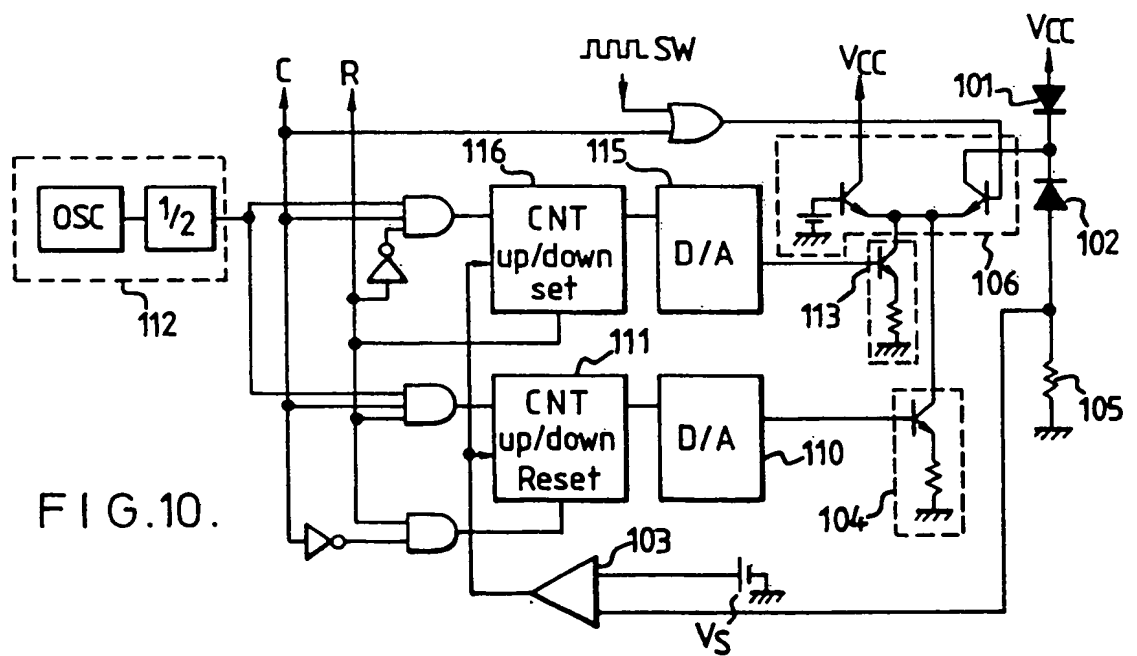 C
R
SW
VCC
VCC
101
102
105
106
112
OSC
1/2
116
CNT
up/down
set
115
D/A
113
111
CNT
up/down
Reset
D/A
110
104
103
VS
FIG.10.